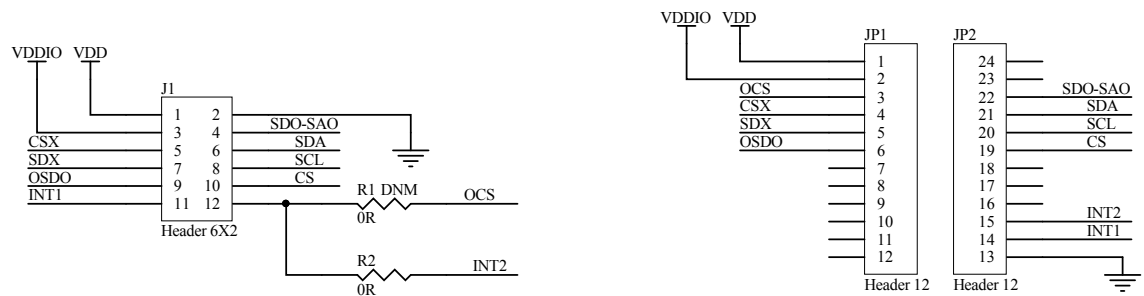 VDDIO VDD
J1
1 2
3 4 SDO-SAO
CSX 5 6 SDA
SDX 7 8 SCL
OSDO 9 10 CS
INT1 11 12
Header 6X2
R1 DNM OCS
0R
R2 INT2
0R
VDDIO VDD
JP1 JP2
1 24
2 23
OCS 3 22 SDO-SAO
CSX 4 21 SDA
SDX 5 20 SCL
OSDO 6 19 CS
7 18
8 17
9 16
10 15 INT2
11 14 INT1
12 13
Header 12 Header 12